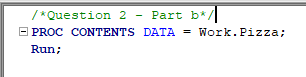 /*Question 2 - Part b*/
PROC CONTENTS DATA = Work.Pizza;
Run;